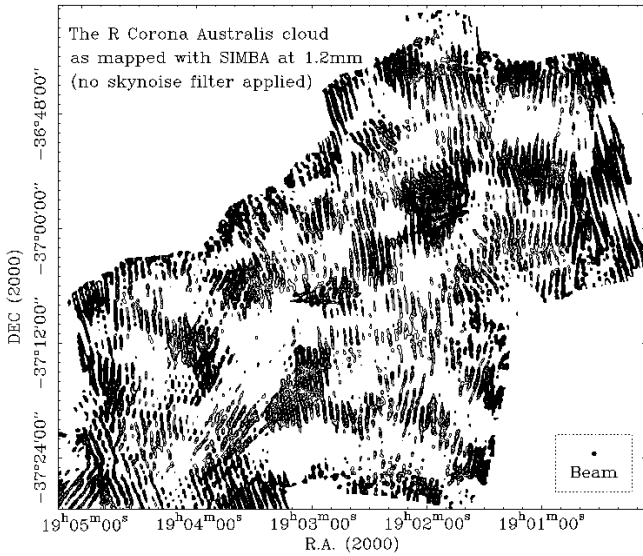 The R Corona Australis cloud
as mapped with SIMBA at 1.2mm
(no skynoise filter applied)
DEC (2000)
−36°48′00″
−37°00′00″
−37°12′00″
−37°24′00″
Beam
19ʰ05ᵐ00ˢ 19ʰ04ᵐ00ˢ 19ʰ03ᵐ00ˢ 19ʰ02ᵐ00ˢ 19ʰ01ᵐ00ˢ
R.A. (2000)